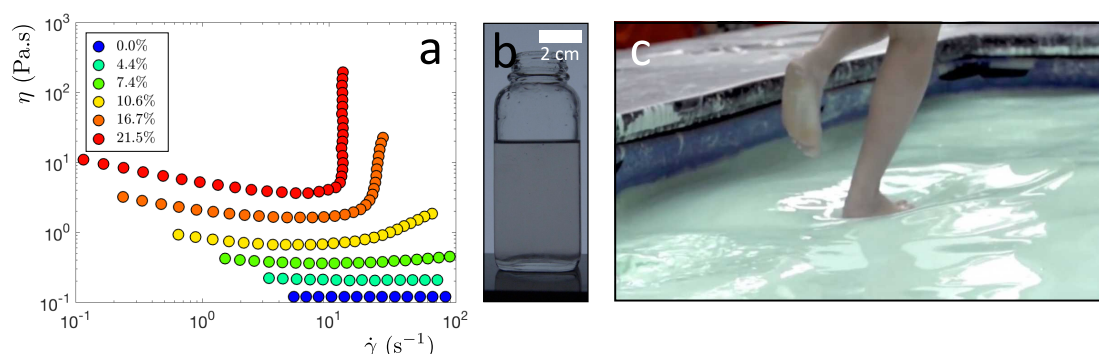 a
η (Pa.s)
10³
10²
10¹
10⁰
10⁻¹
0.0%
4.4%
7.4%
10.6%
16.7%
21.5%
10⁻¹
10⁰
10¹
10²
γ̇ (s⁻¹)
b
2 cm
c